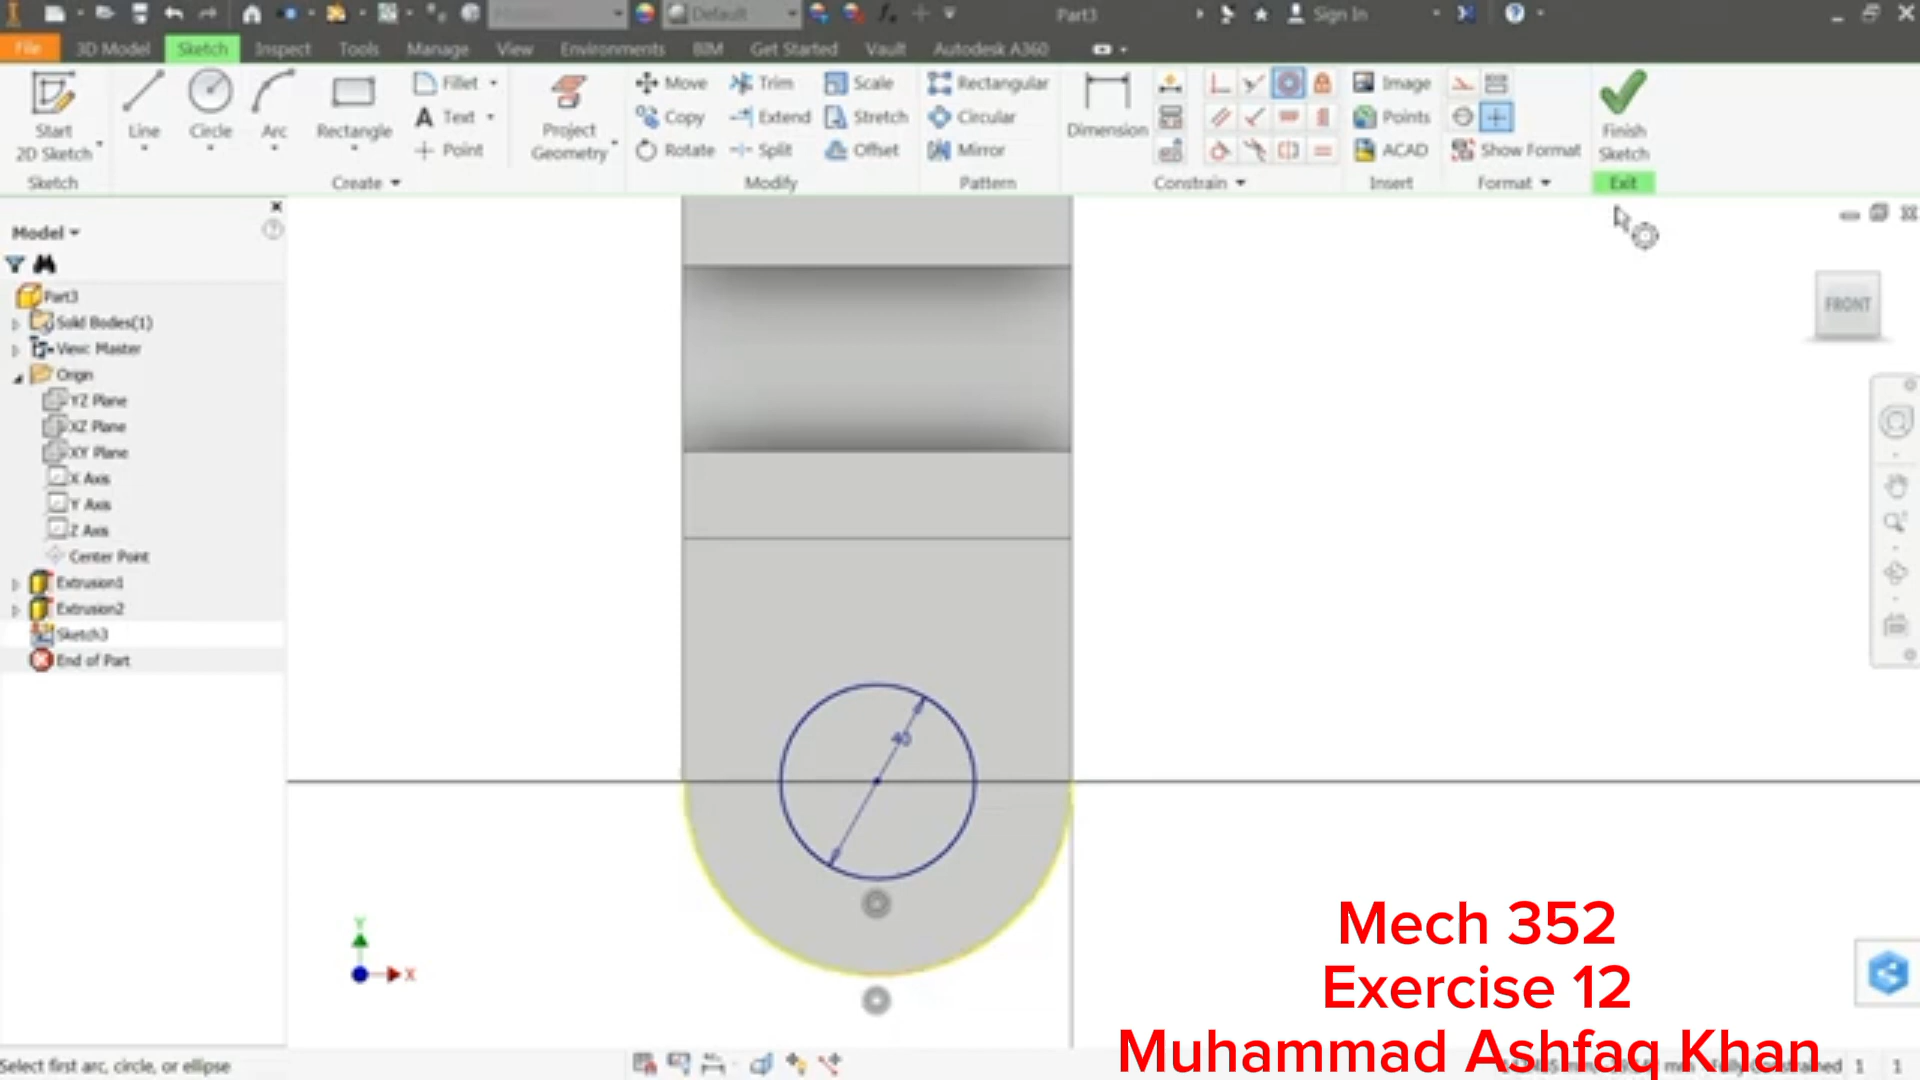 Default
Part3
Sign In
File 3D Model Sketch Inspect Tools Manage View Environments BIM Get Started Vault Autodesk A360
Start
2D Sketch
Line Circle Arc Rectangle
Fillet
Text
Point
Project
Geometry
Move Trim Scale
Copy Extend Stretch
Rotate Split Offset
Rectangular
Circular
Mirror
Dimension
Image
Points
ACAD
Show Format
Finish
Sketch
Sketch Create Modify Pattern Constrain Insert Format Exit
Model
Part3
Solid Bodies(1)
View: Master
Origin
YZ Plane
XZ Plane
XY Plane
X Axis
Y Axis
Z Axis
Center Point
Extrusion1
Extrusion2
Sketch3
End of Part
FRONT
40
Y
X
Mech 352
Exercise 12
Muhammad Ashfaq Khan
Select first arc, circle, or ellipse
1 1